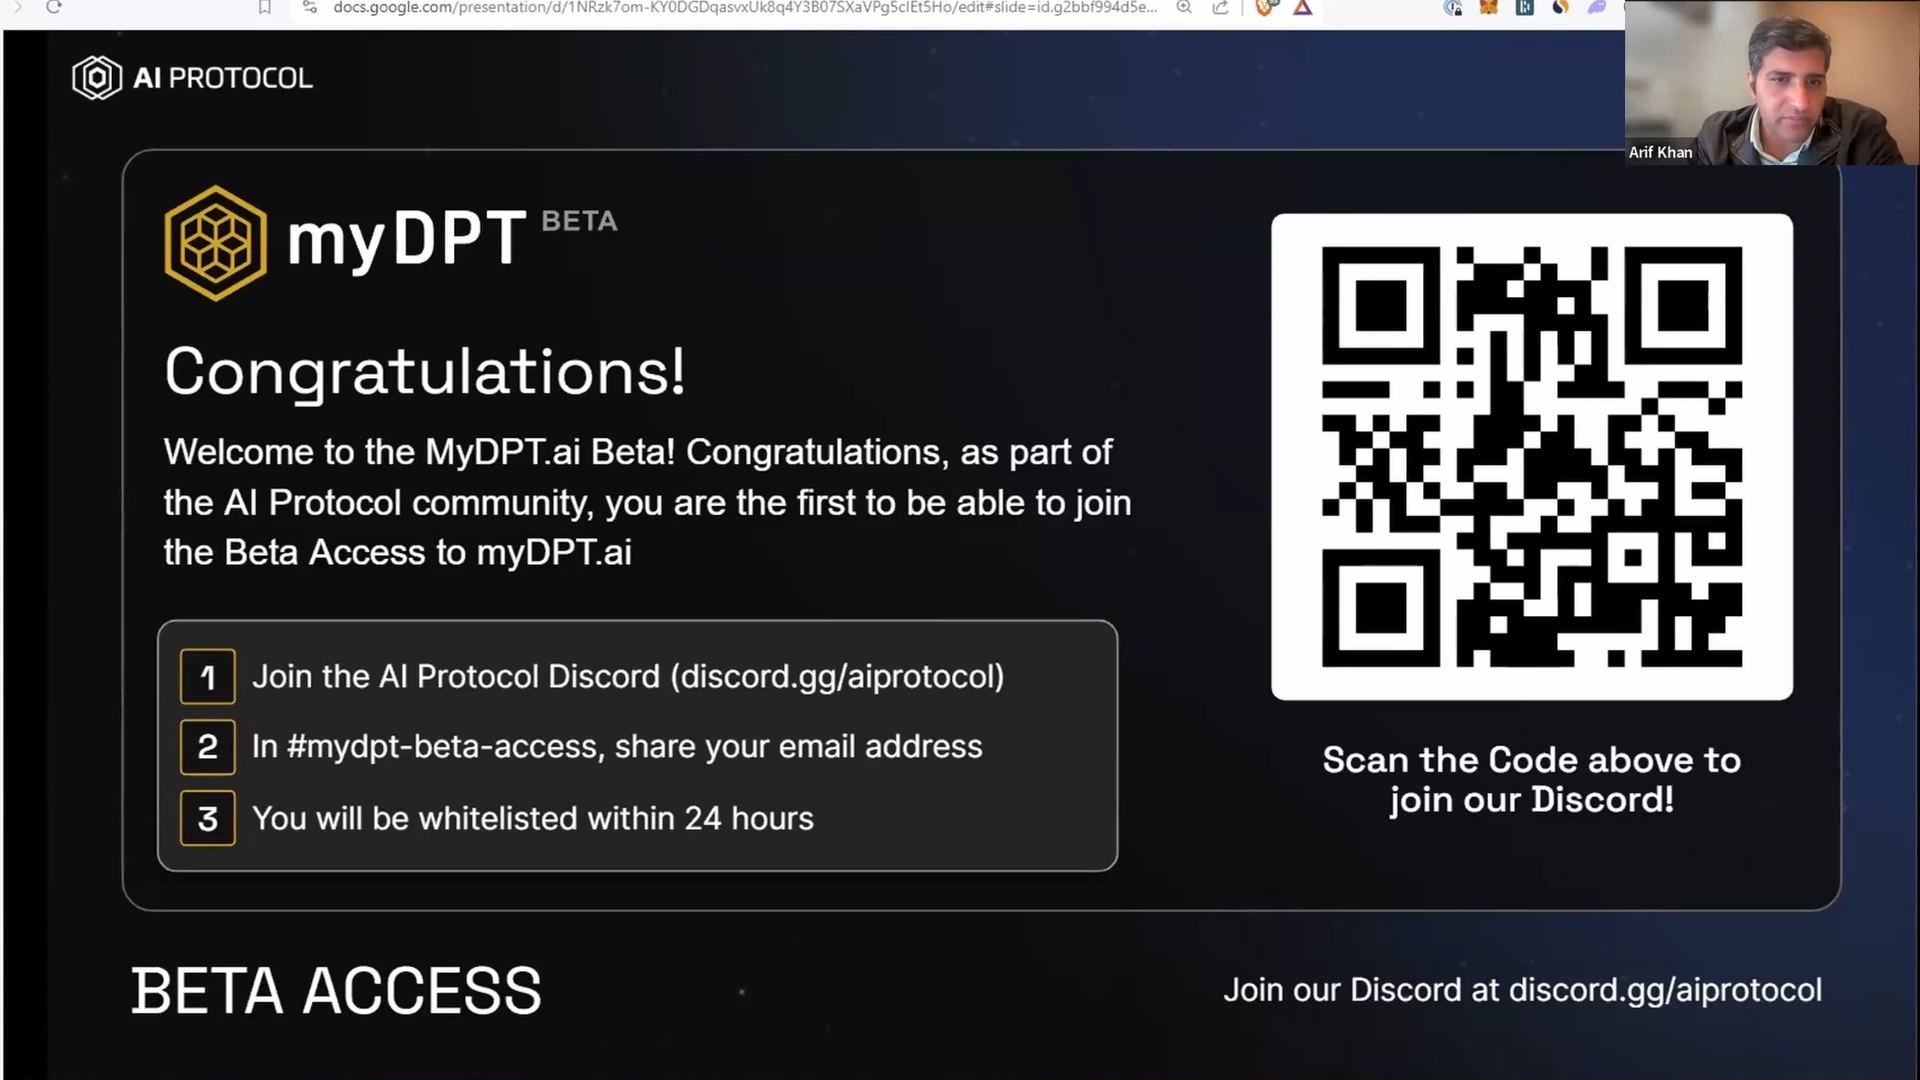 docs.google.com/presentation/d/1NRzk7om-KY0DGDqasvxUk8q4Y3B07SXaVPg5clEt5Ho/edit#slide=id.g2bbf994d5e...
AI PROTOCOL
Arif Khan
myDPT BETA
Congratulations!
Welcome to the MyDPT.ai Beta! Congratulations, as part of
the AI Protocol community, you are the first to be able to join
the Beta Access to myDPT.ai
1 Join the AI Protocol Discord (discord.gg/aiprotocol)
2 In #mydpt-beta-access, share your email address
3 You will be whitelisted within 24 hours
Scan the Code above to
join our Discord!
BETA ACCESS
Join our Discord at discord.gg/aiprotocol